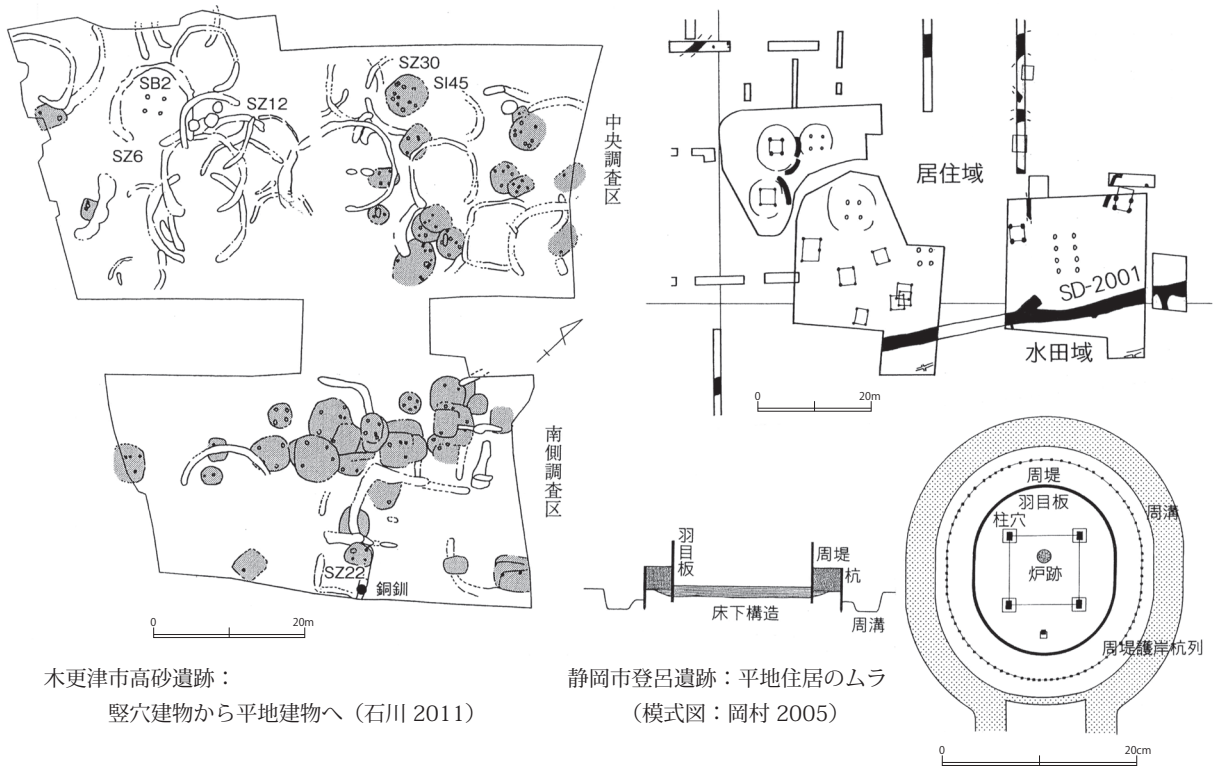 SB2
SZ12
SZ6
SZ30
SI45
中央調査区
南側調査区
SZ22
銅釧
0 20m
木更津市高砂遺跡：
竪穴建物から平地建物へ（石川 2011）
居住域
SD-2001
水田域
0 20m
羽目板
周堤
杭
床下構造
周溝
周堤
羽目板
柱穴
周溝
炉跡
周堤護岸杭列
静岡市登呂遺跡：平地住居のムラ
（模式図：岡村 2005）
0 20cm